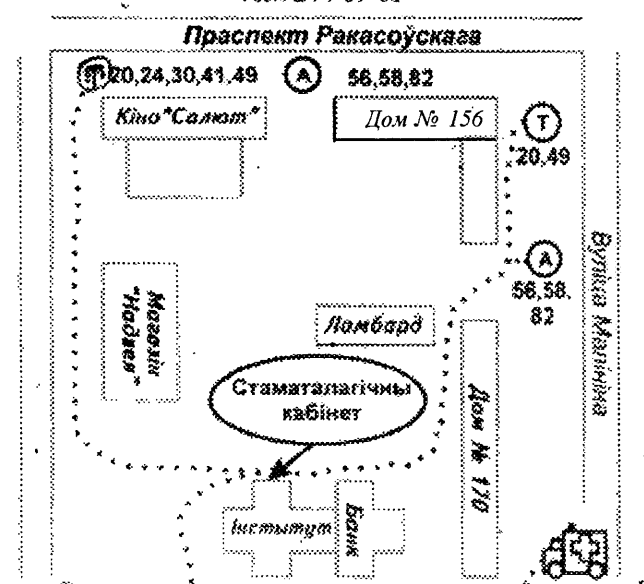 Праспект Ракасоўскага
Т 20,24,30,41,49
А 56,58,82
Кіно "Салют"
Дом № 156
Т
20,49
А
56,58,
82
Магазін
"Надзея"
Ламбард
Стаматалагічны
кабінет
Дом № 170
Вуліца Малініна
Інстытут
Банк